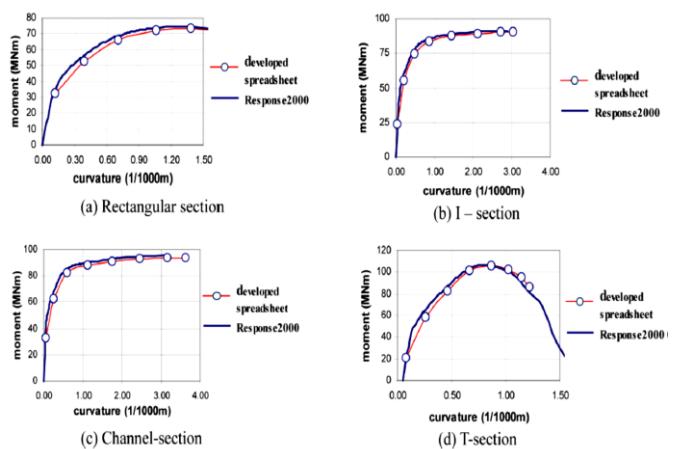 80
70
60
50
40
30
20
10
0
moment (MNm)
0.00 0.30 0.60 0.90 1.20 1.50
curvature (1/1000m)
developed
spreadsheet
Response2000
(a) Rectangular section
100
75
50
25
0
moment (MNm)
0.00 1.00 2.00 3.00 4.00
curvature (1/1000m)
developed
spreadsheet
Response2000
(b) I – section
100
80
60
40
20
0
moment (MNm)
0.00 1.00 2.00 3.00 4.00
curvature (1/1000m)
developed
spreadsheet
Response2000
(c) Channel-section
120
100
80
60
40
20
0
moment (MNm)
0.00 0.50 1.00 1.50
curvature (1/1000m)
developed
spreadsheet
Response2000
(d) T-section